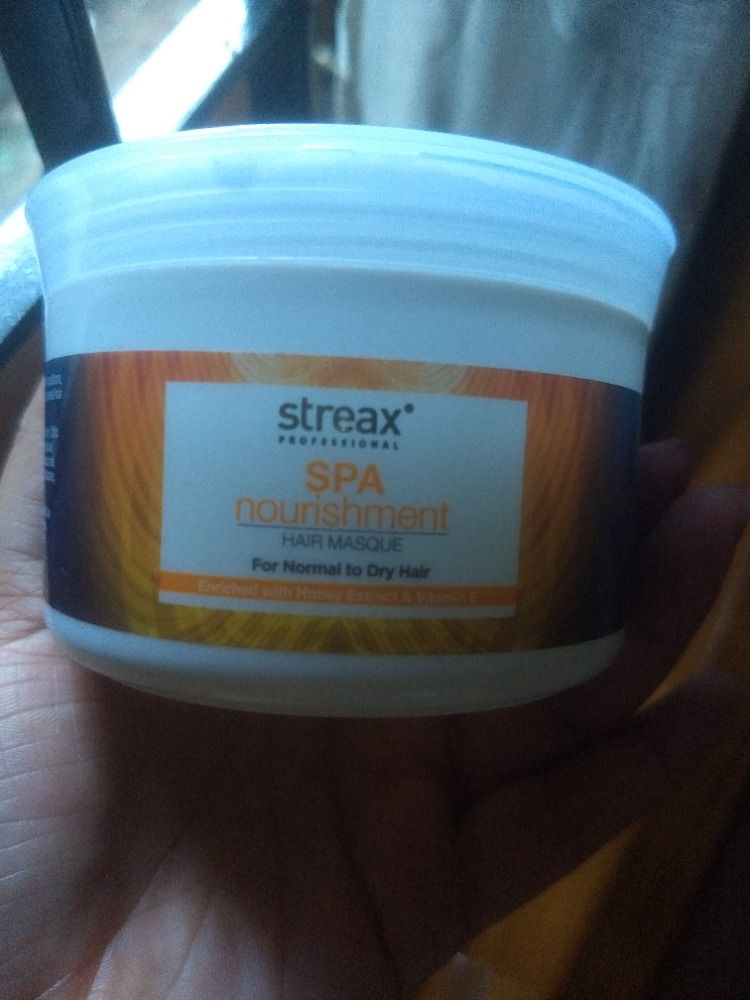 streax
PROFESSIONAL
SPA
nourishment
HAIR MASQUE
For Normal to Dry Hair
Enriched with Honey Extract & Vitamin E